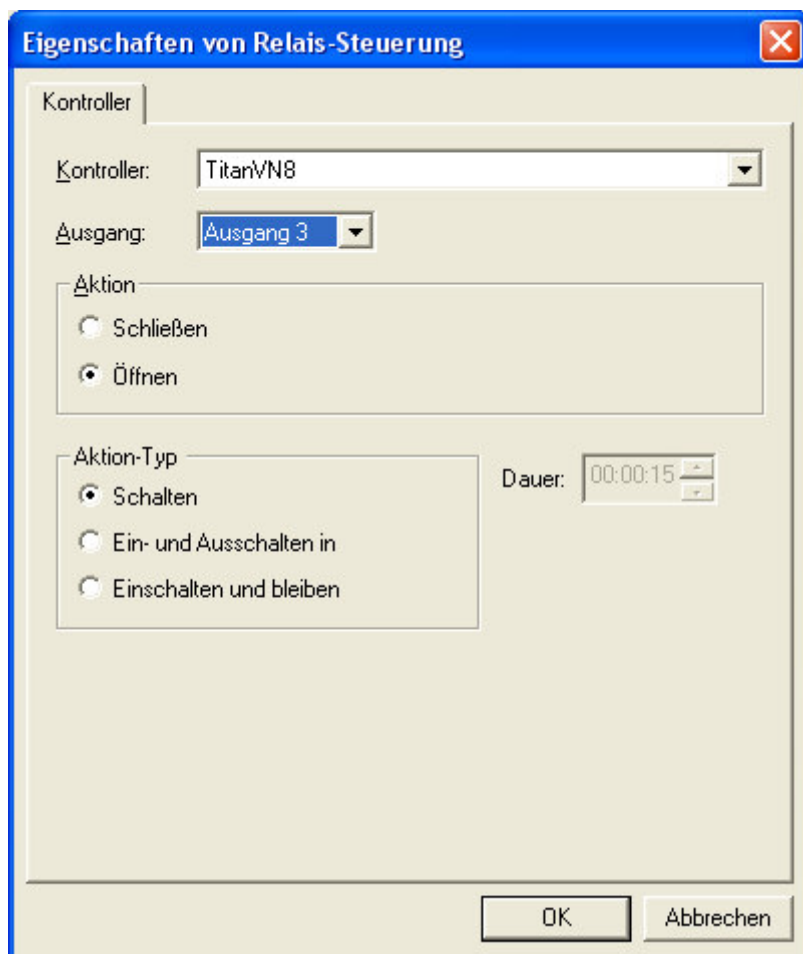 Eigenschaften von Relais-Steuerung
Kontroller
Kontroller: TitanVN8
Ausgang: Ausgang 3
Aktion
Schließen
Öffnen
Aktion-Typ
Dauer: 00:00:15
Schalten
Ein- und Ausschalten in
Einschalten und bleiben
OK Abbrechen